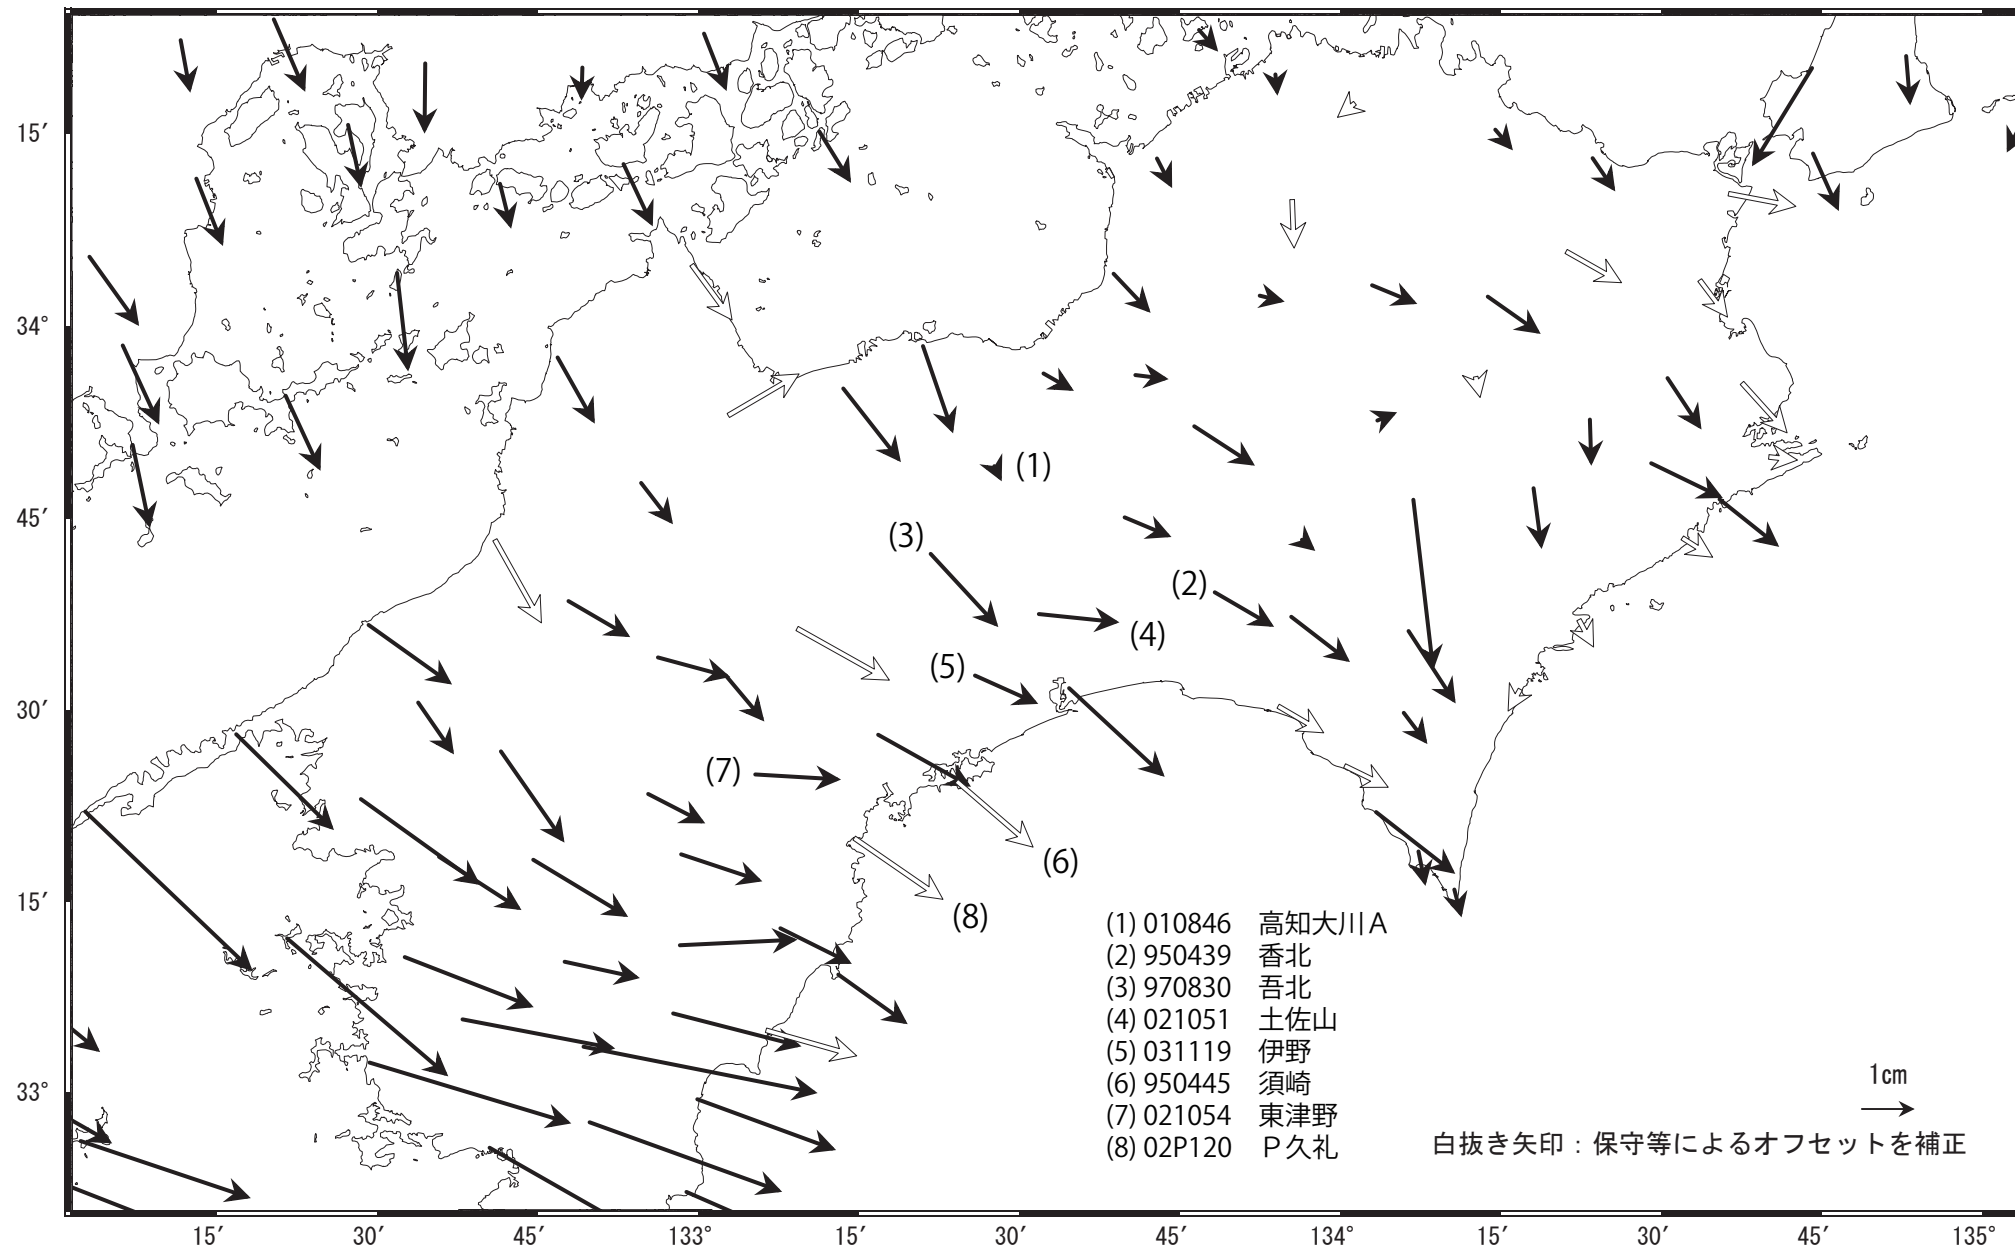 15′
34°
(1)
45′
(3)
(2)
(4)
(5)
30′
(7)
(6)
15′
(8)
(1) 010846 高知大川A
(2) 950439 香北
(3) 970830 吾北
(4) 021051 土佐山
(5) 031119 伊野
(6) 950445 須崎
(7) 021054 東津野
(8) 02P120 P久礼
33°
1cm
白抜き矢印：保守等によるオフセットを補正
15′ 30′ 45′ 133° 15′ 30′ 45′ 134° 15′ 30′ 45′ 135°